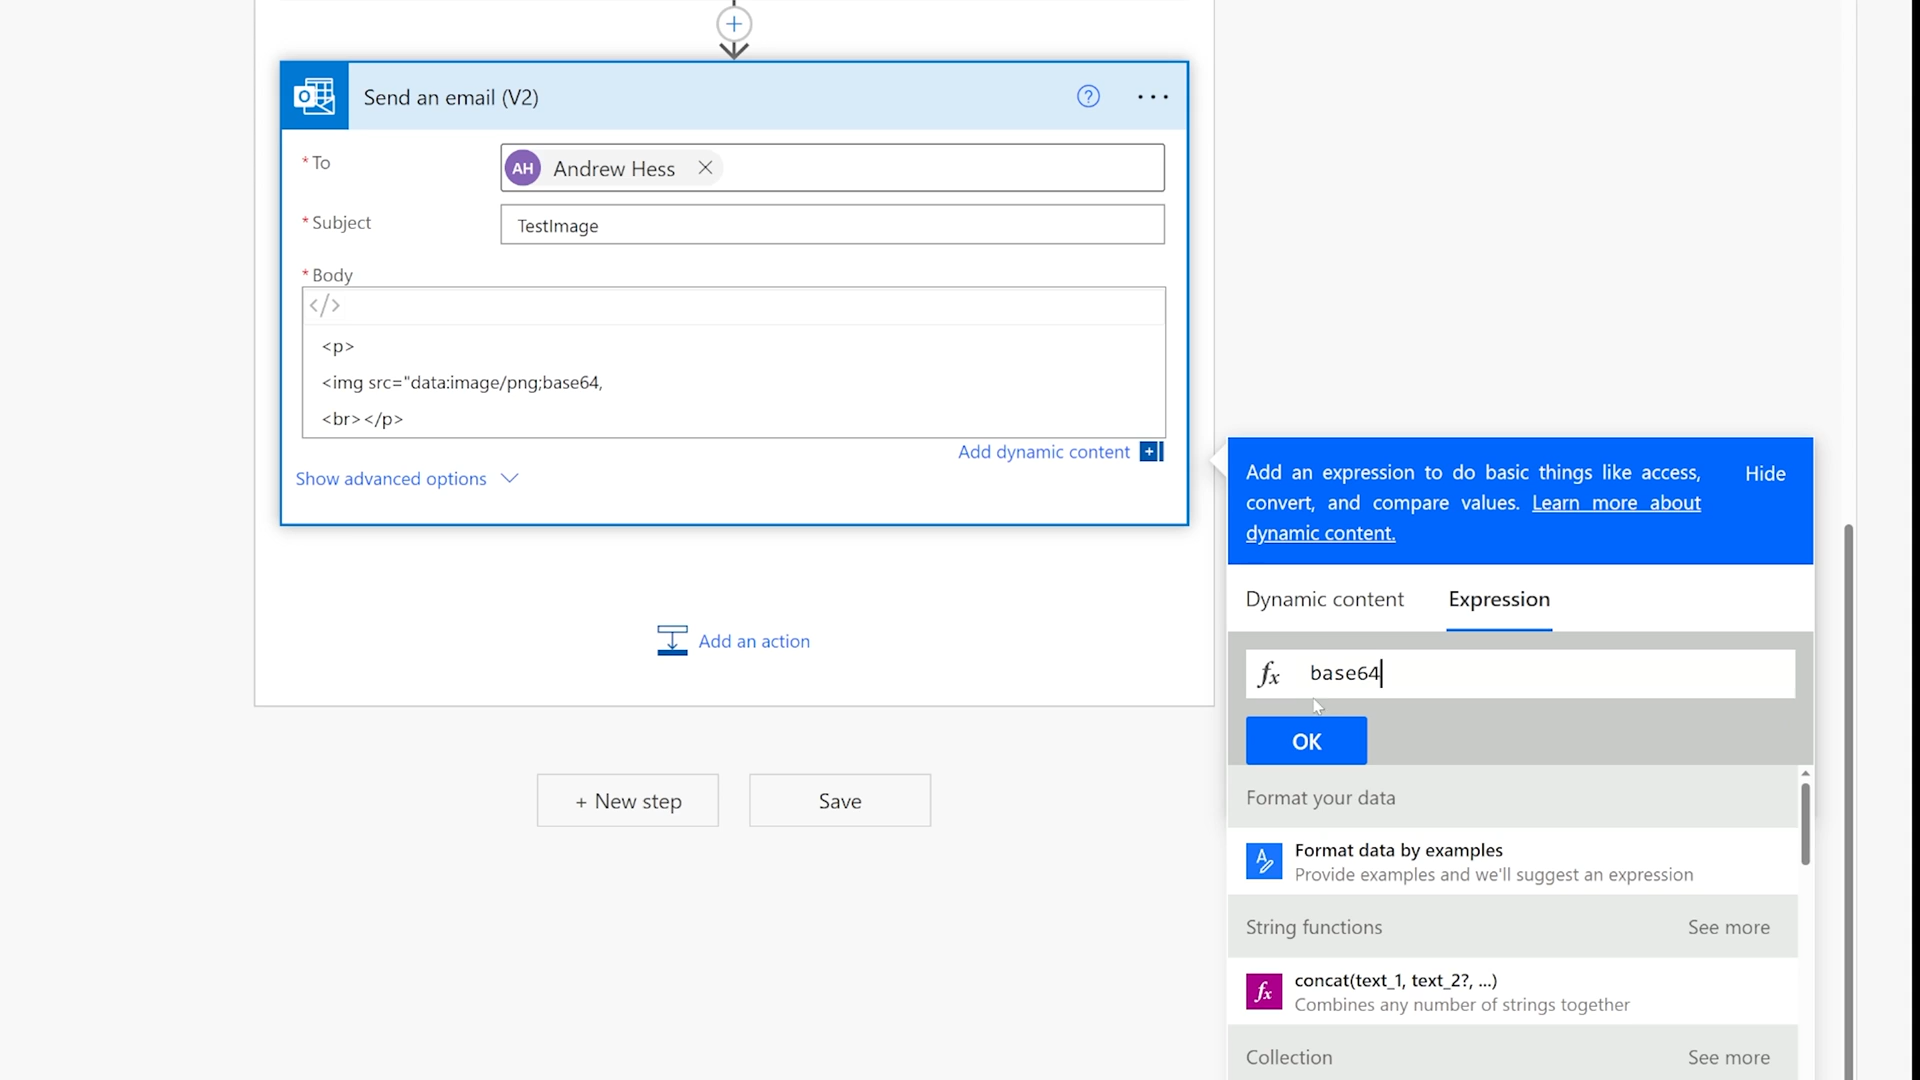 Send an email (V2)
?
* To
AH Andrew Hess
* Subject
TestImage
* Body
</>
<p>
<img src="data:image/png;base64,
<br></p>
Add dynamic content
Show advanced options
Add an action
+ New step
Save
Add an expression to do basic things like access,
convert, and compare values. Learn more about
dynamic content.
Hide
Dynamic content
Expression
fx base64
OK
Format your data
Format data by examples
Provide examples and we'll suggest an expression
String functions
See more
fx
concat(text_1, text_2?, ...)
Combines any number of strings together
Collection
See more